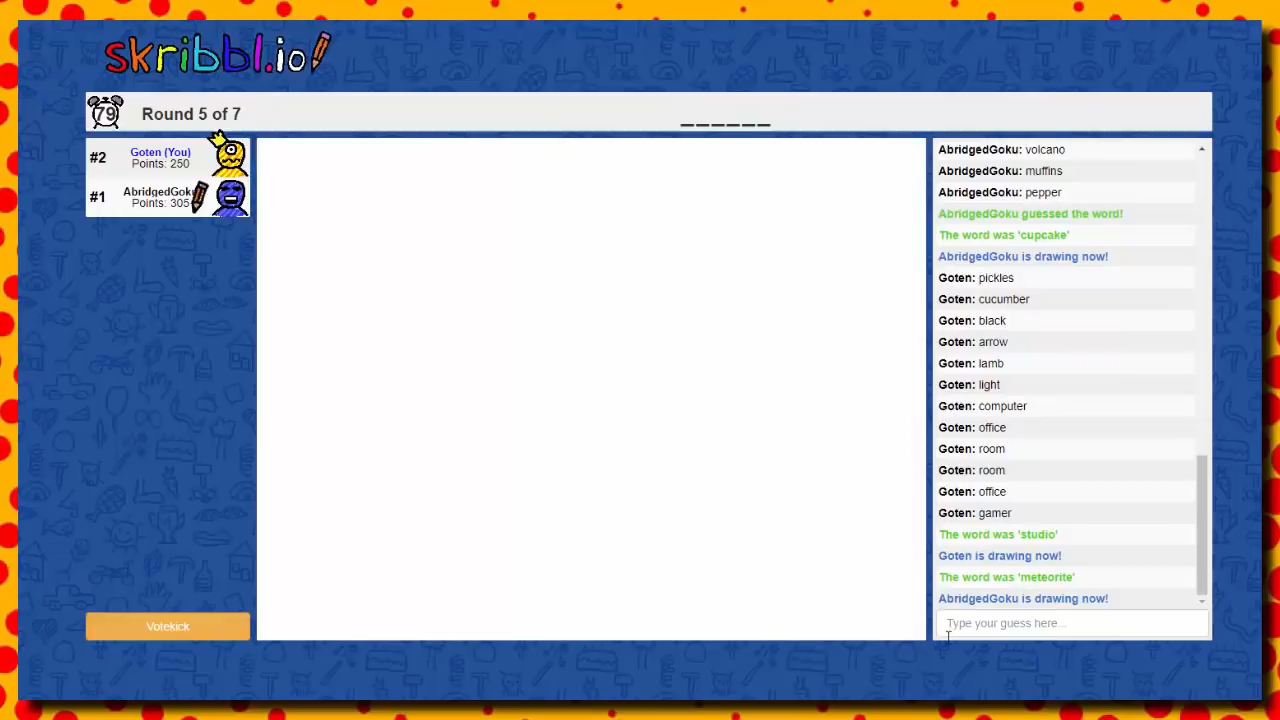 skribbl.io
79
Round 5 of 7
______
#2
Goten (You)
Points: 250
#1
AbridgedGoku
Points: 305
Votekick
AbridgedGoku: volcano
AbridgedGoku: muffins
AbridgedGoku: pepper
AbridgedGoku guessed the word!
The word was 'cupcake'
AbridgedGoku is drawing now!
Goten: pickles
Goten: cucumber
Goten: black
Goten: arrow
Goten: lamb
Goten: light
Goten: computer
Goten: office
Goten: room
Goten: room
Goten: office
Goten: gamer
The word was 'studio'
Goten is drawing now!
The word was 'meteorite'
AbridgedGoku is drawing now!
Type your guess here...